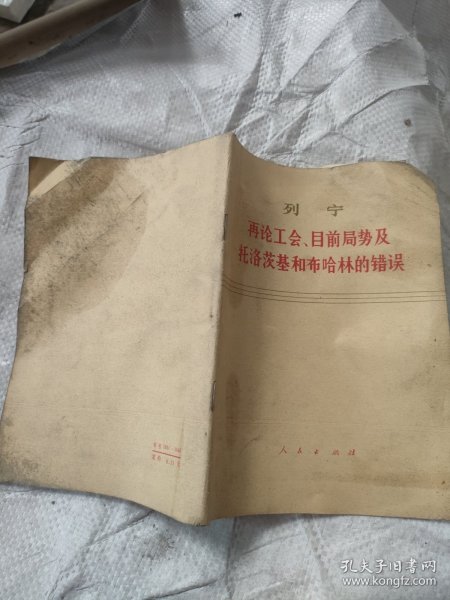 列宁
再论工会、目前局势及
托洛茨基和布哈林的错误
人民出版社
孔夫子旧书网
www.kongfz.com